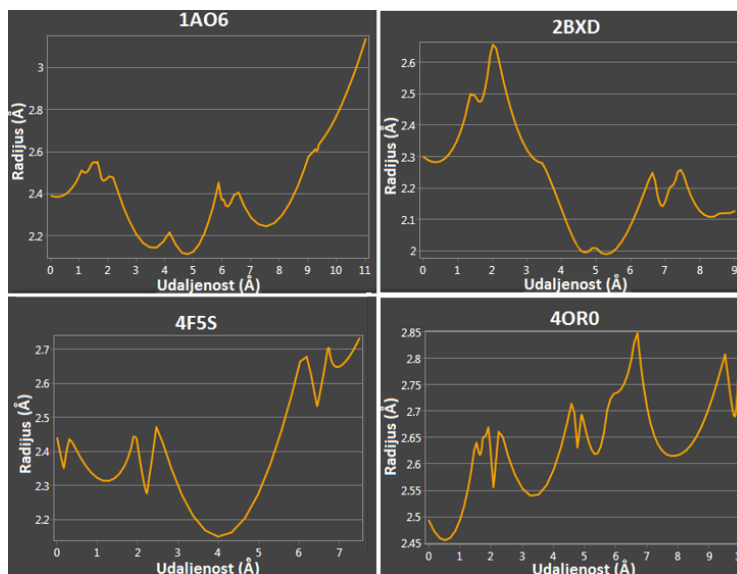 1AO6
Radijus (Å)
3
2.8
2.6
2.4
2.2
0 1 2 3 4 5 6 7 8 9 10 11
Udaljenost (Å)
2BXD
Radijus (Å)
2.6
2.5
2.4
2.3
2.2
2.1
2
0 1 2 3 4 5 6 7 8 9
Udaljenost (Å)
4F5S
Radijus (Å)
2.7
2.6
2.5
2.4
2.3
2.2
0 1 2 3 4 5 6 7
Udaljenost (Å)
4OR0
Radijus (Å)
2.85
2.8
2.75
2.7
2.65
2.6
2.55
2.5
2.45
0 1 2 3 4 5 6 7 8 9 1
Udaljenost (Å)